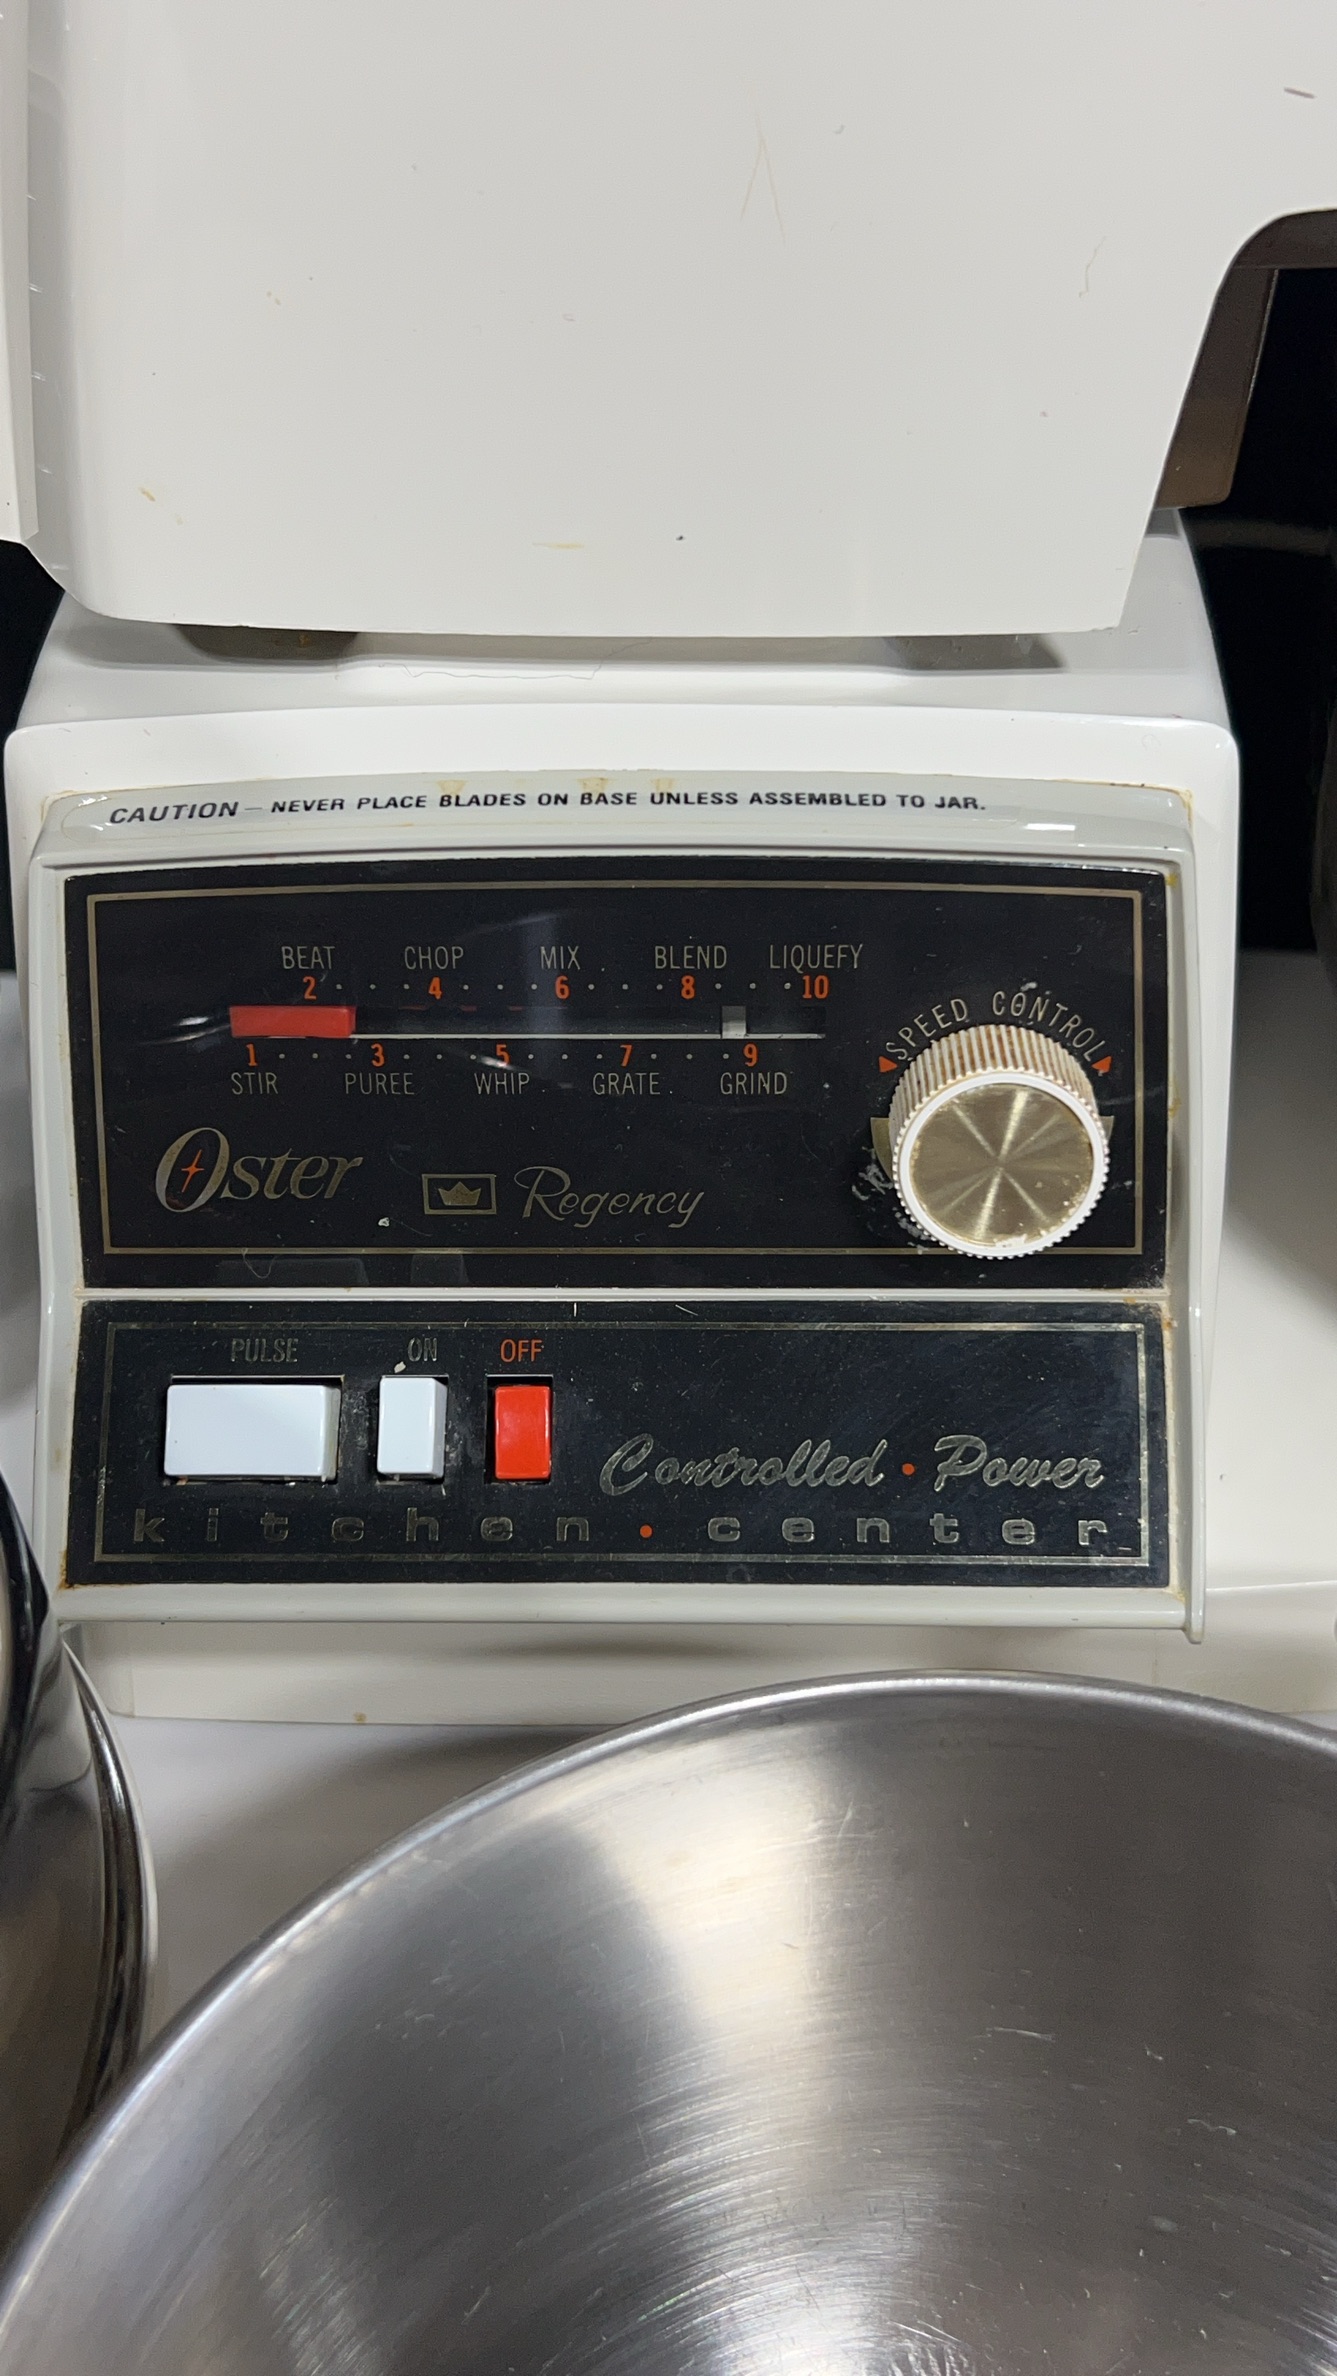 CAUTION — NEVER PLACE BLADES ON BASE UNLESS ASSEMBLED TO JAR.
BEAT CHOP MIX BLEND LIQUEFY
2 4 6 8 10
1 3 5 7 9
STIR PUREE WHIP GRATE GRIND
SPEED CONTROL
Oster Regency
PULSE ON OFF
Controlled • Power
kitchen • center